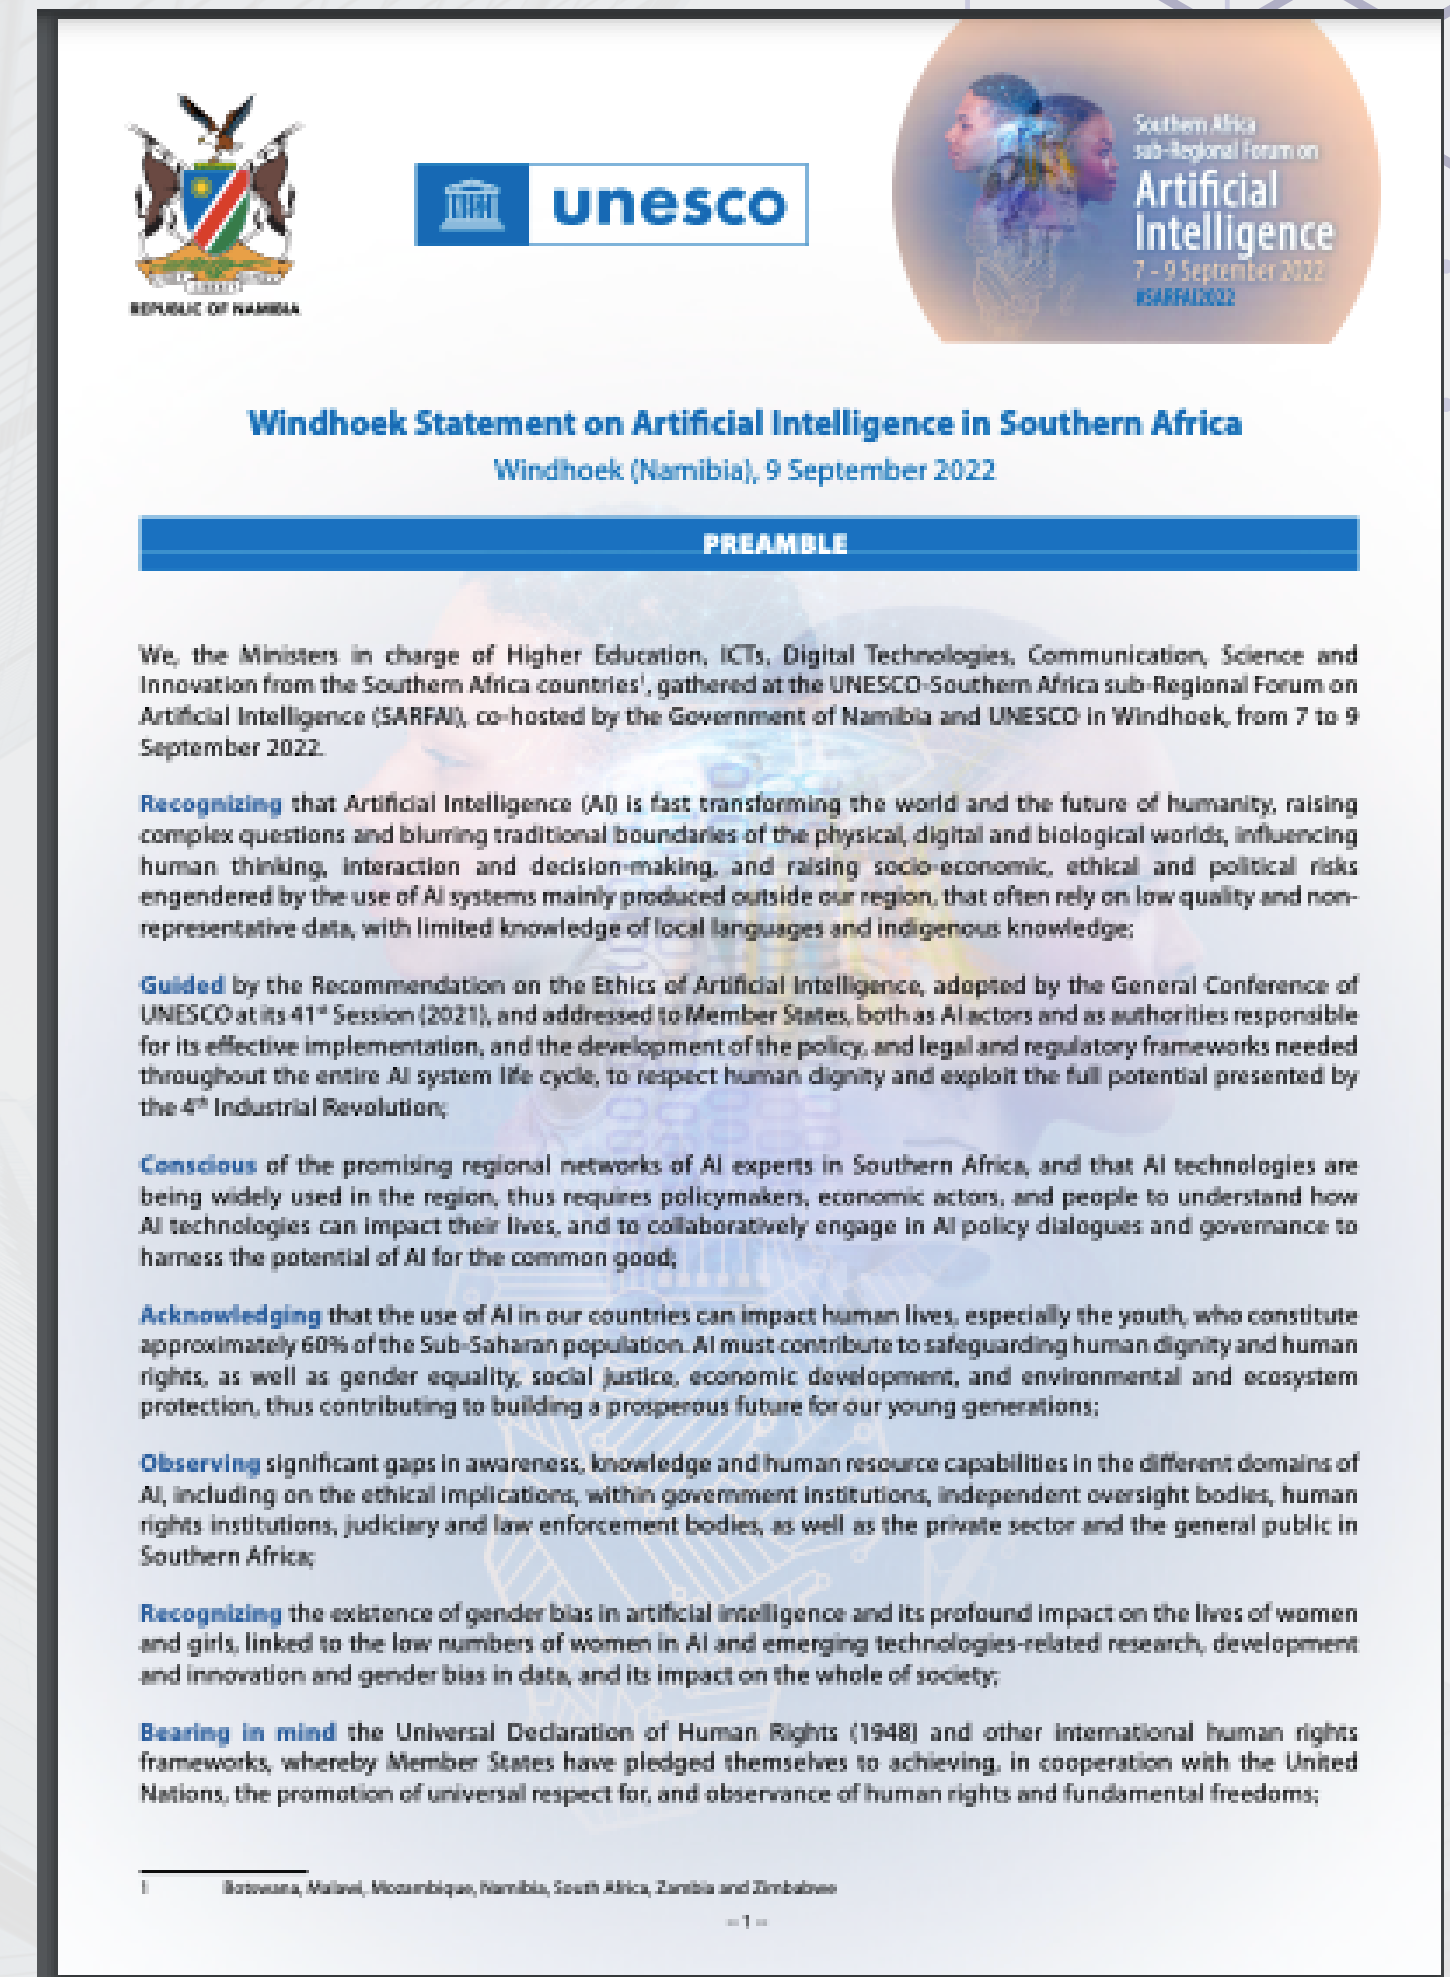 REPUBLIC OF NAMIBIA
unesco
Southern Africa
sub-Regional Forum on
Artificial
Intelligence
7 – 9 September 2022
#SARFAI2022
Windhoek Statement on Artificial Intelligence in Southern Africa
Windhoek (Namibia), 9 September 2022
PREAMBLE
We, the Ministers in charge of Higher Education, ICTs, Digital Technologies, Communication, Science and
Innovation from the Southern Africa countries¹, gathered at the UNESCO-Southern Africa sub-Regional Forum on
Artificial Intelligence (SARFAI), co-hosted by the Government of Namibia and UNESCO in Windhoek, from 7 to 9
September 2022.
Recognizing that Artificial Intelligence (AI) is fast transforming the world and the future of humanity, raising
complex questions and blurring traditional boundaries of the physical, digital and biological worlds, influencing
human thinking, interaction and decision-making, and raising socio-economic, ethical and political risks
engendered by the use of AI systems mainly produced outside our region, that often rely on low quality and non-
representative data, with limited knowledge of local languages and indigenous knowledge;
Guided by the Recommendation on the Ethics of Artificial Intelligence, adopted by the General Conference of
UNESCO at its 41st Session (2021), and addressed to Member States, both as AI actors and as authorities responsible
for its effective implementation, and the development of the policy, and legal and regulatory frameworks needed
throughout the entire AI system life cycle, to respect human dignity and exploit the full potential presented by
the 4th Industrial Revolution;
Conscious of the promising regional networks of AI experts in Southern Africa, and that AI technologies are
being widely used in the region, thus requires policymakers, economic actors, and people to understand how
AI technologies can impact their lives, and to collaboratively engage in AI policy dialogues and governance to
harness the potential of AI for the common good;
Acknowledging that the use of AI in our countries can impact human lives, especially the youth, who constitute
approximately 60% of the Sub-Saharan population. AI must contribute to safeguarding human dignity and human
rights, as well as gender equality, social justice, economic development, and environmental and ecosystem
protection, thus contributing to building a prosperous future for our young generations;
Observing significant gaps in awareness, knowledge and human resource capabilities in the different domains of
AI, including on the ethical implications, within government institutions, independent oversight bodies, human
rights institutions, judiciary and law enforcement bodies, as well as the private sector and the general public in
Southern Africa;
Recognizing the existence of gender bias in artificial intelligence and its profound impact on the lives of women
and girls, linked to the low numbers of women in AI and emerging technologies-related research, development
and innovation and gender bias in data, and its impact on the whole of society;
Bearing in mind the Universal Declaration of Human Rights (1948) and other international human rights
frameworks, whereby Member States have pledged themselves to achieving, in cooperation with the United
Nations, the promotion of universal respect for, and observance of human rights and fundamental freedoms;
1 Botswana, Malawi, Mozambique, Namibia, South Africa, Zambia and Zimbabwe
-- 1 --